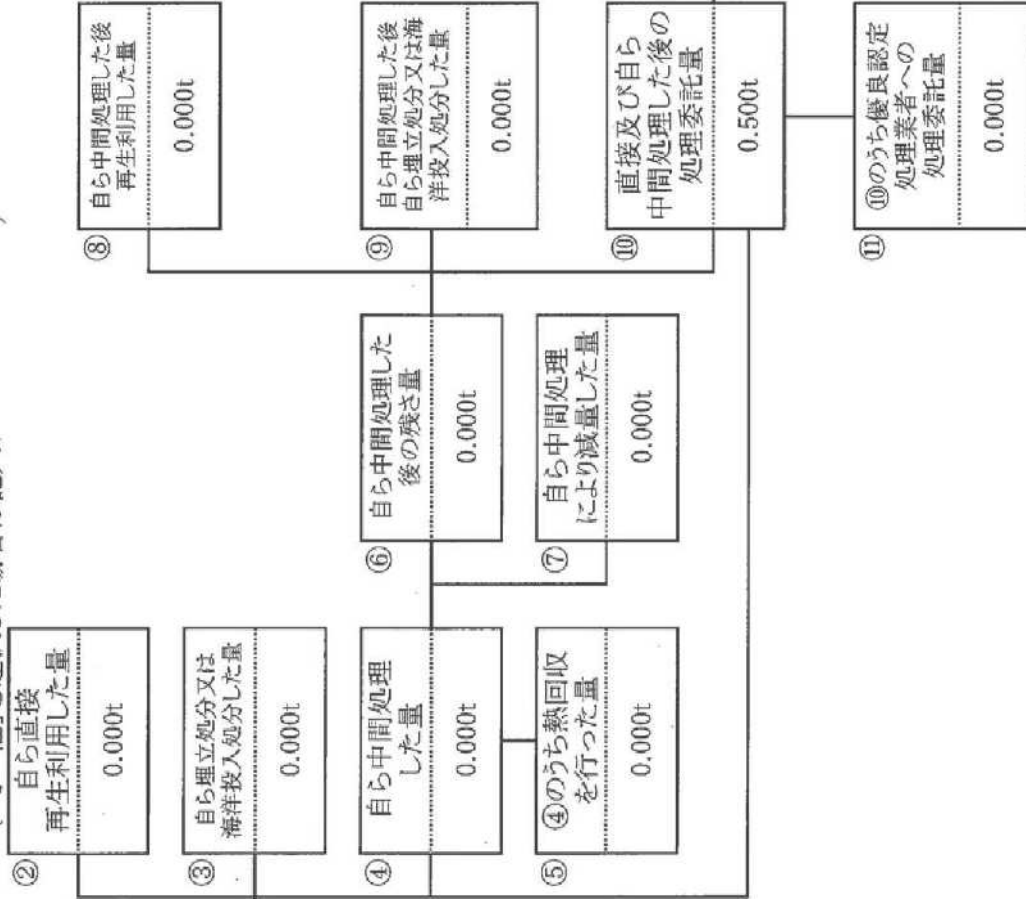 ②
自ら直接
再生利用した量
0.000t
③
自ら埋立処分又は
海洋投入処分した量
0.000t
④
自ら中間処理
した量
0.000t
⑤
④のうち熱回収
を行った量
0.000t
⑥
自ら中間処理した
後の残さ量
0.000t
⑦
自ら中間処理
により減量した量
0.000t
⑧
自ら中間処理した後
再生利用した量
0.000t
⑨
自ら中間処理した後
自ら埋立処分又は海
洋投入処分した量
0.000t
⑩
直接及び自ら
中間処理した後の
処理委託量
0.500t
⑪
⑩のうち優良認定
処理業者への
処理委託量
0.000t